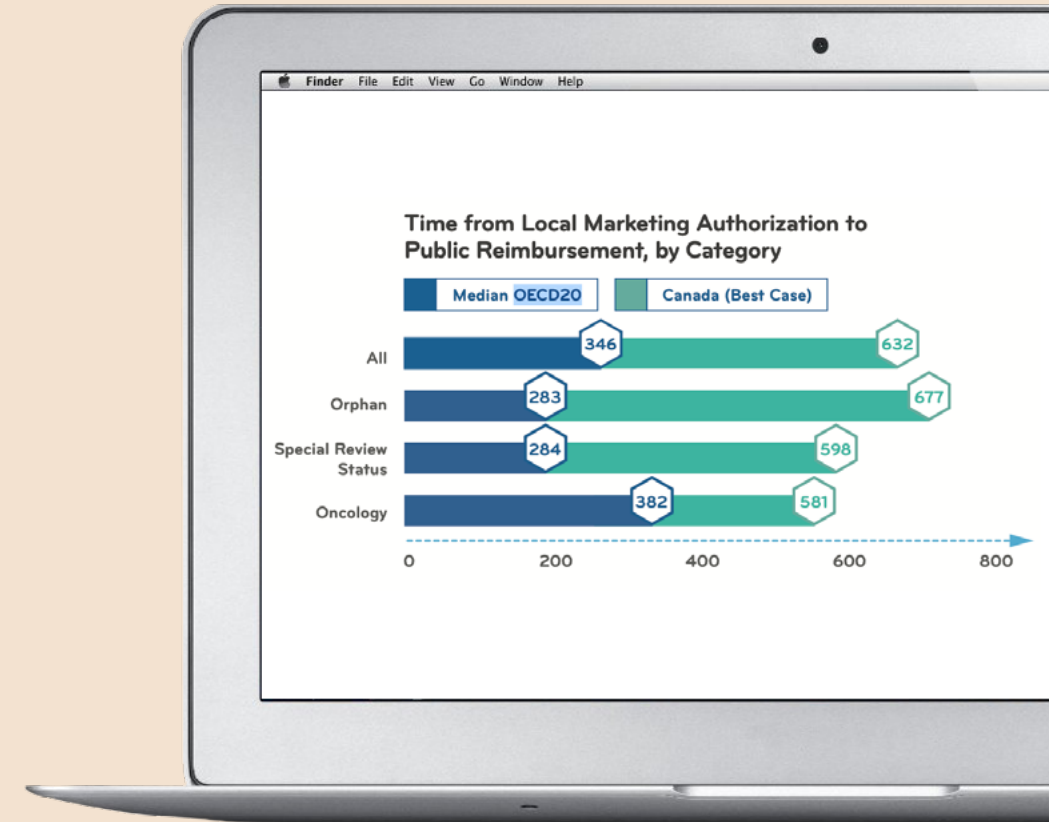 Finder File Edit View Go Window Help
Time from Local Marketing Authorization to
Public Reimbursement, by Category
Median OECD20 Canada (Best Case)
All 346 632
Orphan 283 677
Special Review
Status 284 598
Oncology 382 581
0 200 400 600 800